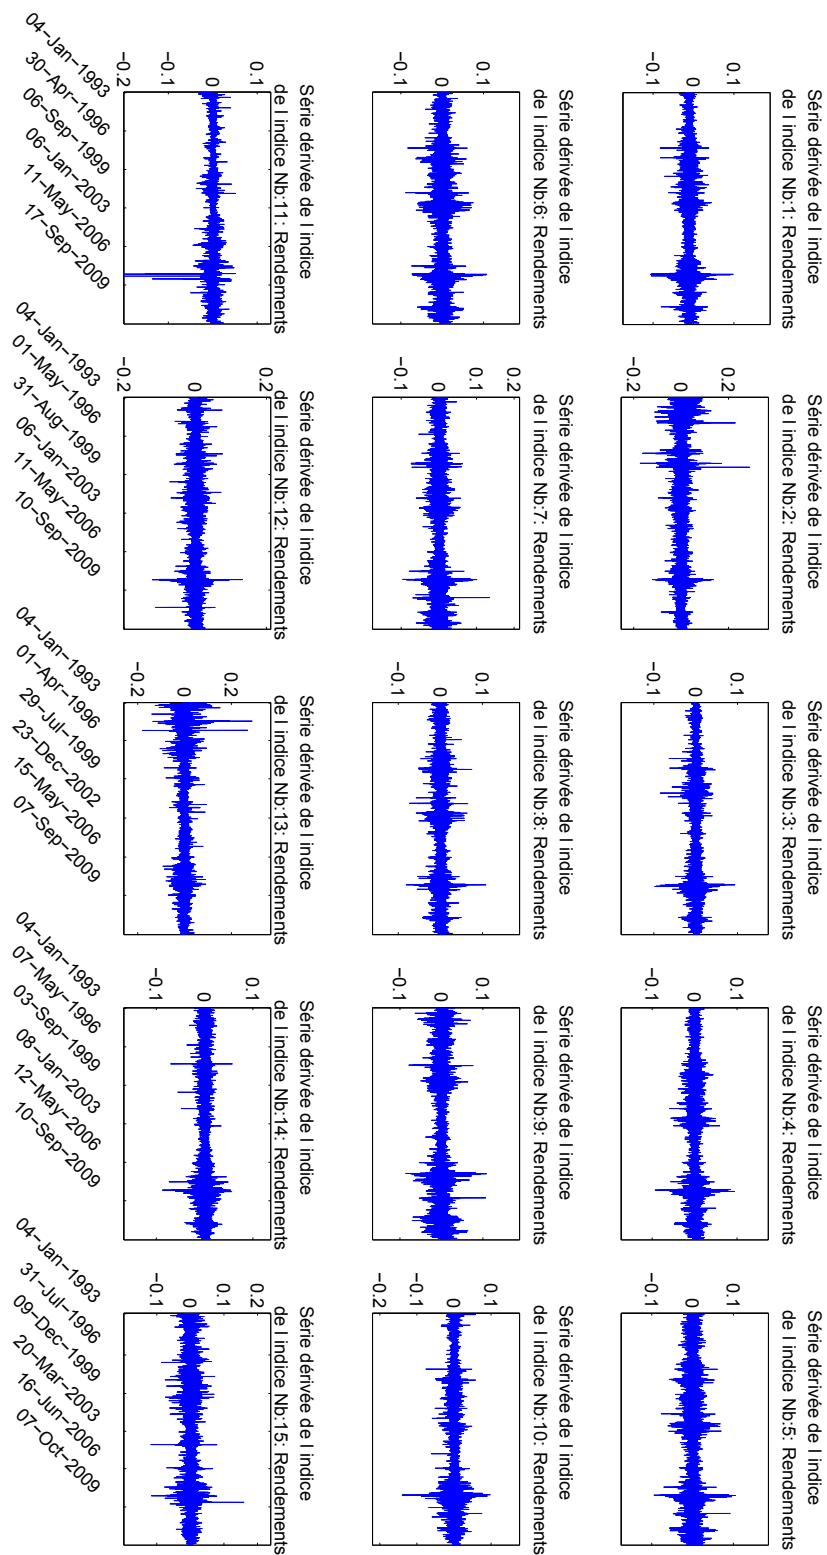 Série dérivée de l indice
de l indice Nb:1: Rendements
0.1
0
−0.1
Série dérivée de l indice
de l indice Nb:2: Rendements
0.2
0
−0.2
Série dérivée de l indice
de l indice Nb:3: Rendements
0.1
0
−0.1
Série dérivée de l indice
de l indice Nb:4: Rendements
0.1
0
−0.1
Série dérivée de l indice
de l indice Nb:5: Rendements
0.1
0
−0.1
Série dérivée de l indice
de l indice Nb:6: Rendements
0.1
0
−0.1
Série dérivée de l indice
de l indice Nb:7: Rendements
0.2
0.1
0
−0.1
Série dérivée de l indice
de l indice Nb:8: Rendements
0.1
0
−0.1
Série dérivée de l indice
de l indice Nb:9: Rendements
0.1
0
−0.1
Série dérivée de l indice
de l indice Nb:10: Rendements
0.1
0
−0.1
−0.2
Série dérivée de l indice
de l indice Nb:11: Rendements
0.1
0
−0.1
−0.2
04−Jan−1993
30−Apr−1996
06−Sep−1999
06−Jan−2003
11−May−2006
17−Sep−2009
Série dérivée de l indice
de l indice Nb:12: Rendements
0.2
0
−0.2
04−Jan−1993
01−May−1996
31−Aug−1999
06−Jan−2003
11−May−2006
10−Sep−2009
Série dérivée de l indice
de l indice Nb:13: Rendements
0.2
0
−0.2
04−Jan−1993
01−Apr−1996
29−Jul−1999
23−Dec−2002
15−May−2006
07−Sep−2009
Série dérivée de l indice
de l indice Nb:14: Rendements
0.1
0
−0.1
04−Jan−1993
07−May−1996
03−Sep−1999
08−Jan−2003
12−May−2006
10−Sep−2009
Série dérivée de l indice
de l indice Nb:15: Rendements
0.2
0.1
0
−0.1
04−Jan−1993
31−Jul−1996
09−Dec−1999
20−Mar−2003
16−Jun−2006
07−Oct−2009